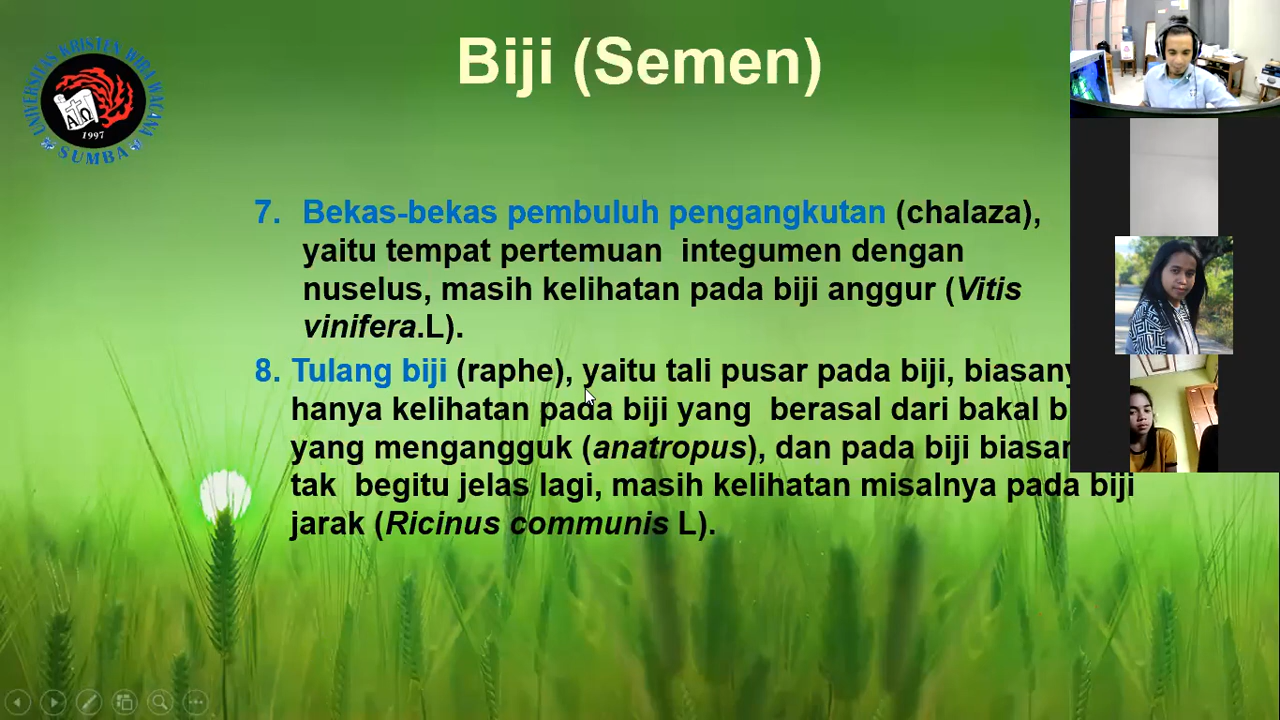 Biji (Semen)
UNIVERSITAS KRISTEN WIRA WACANA
SUMBA
A Ω
1997
7. Bekas-bekas pembuluh pengangkutan (chalaza),
yaitu tempat pertemuan integumen dengan
nuselus, masih kelihatan pada biji anggur (Vitis
vinifera.L).
8. Tulang biji (raphe), yaitu tali pusar pada biji,
hanya kelihatan pada biji yang berasal dari bakal
yang mengangguk (anatropus), dan pada biji
tak begitu jelas lagi, masih kelihatan misalnya pada biji
jarak (Ricinus communis L).